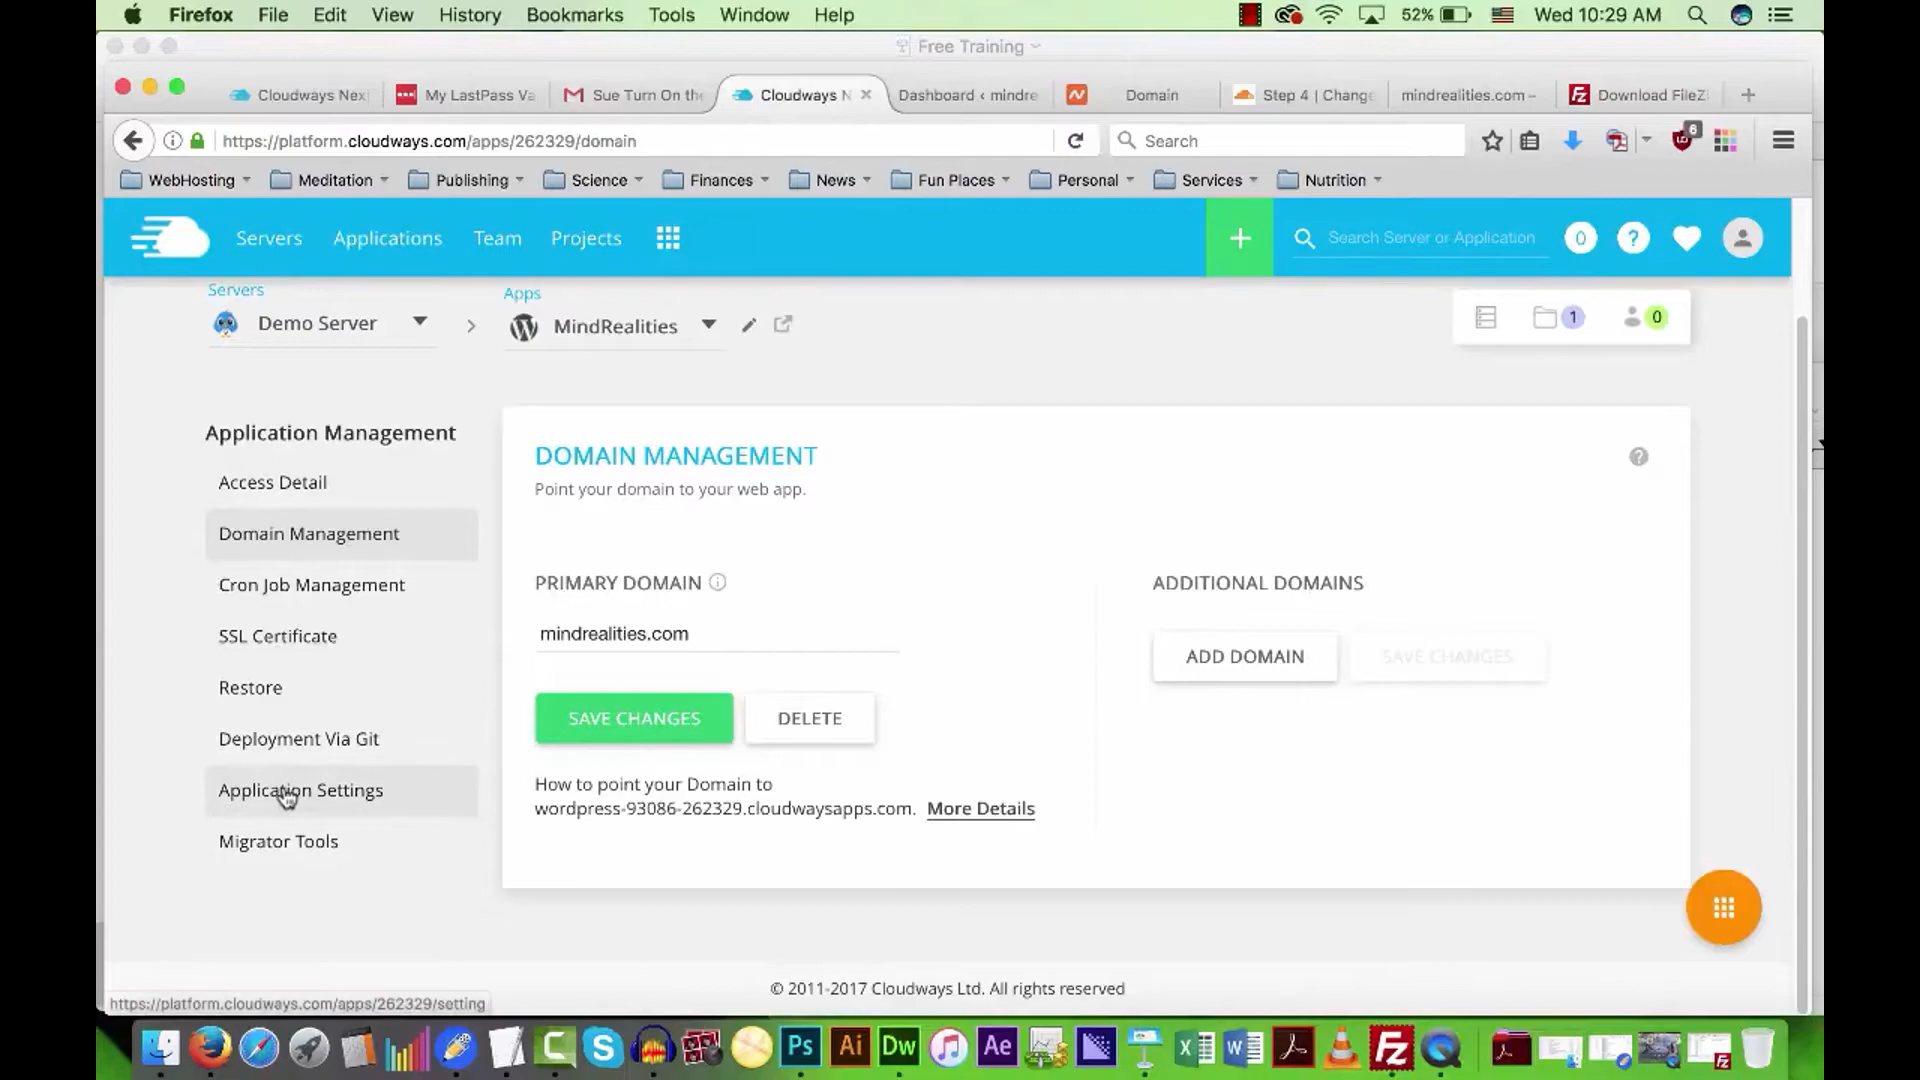 Firefox File Edit View History Bookmarks Tools Window Help 52% Wed 10:29 AM
Free Training
Cloudways Nex My LastPass Va Sue Turn On the Cloudways N Dashboard ‹ mindre Domain Step 4 | Change mindrealities.com – Download FileZ
https://platform.cloudways.com/apps/262329/domain Search 6
WebHosting Meditation Publishing Science Finances News Fun Places Personal Services Nutrition
Servers Applications Team Projects + Search Server or Application 0 ?
Servers Apps
Demo Server MindRealities 1 0
Application Management
Access Detail
Domain Management
Cron Job Management
SSL Certificate
Restore
Deployment Via Git
Application Settings
Migrator Tools
DOMAIN MANAGEMENT
Point your domain to your web app.
PRIMARY DOMAIN
mindrealities.com
SAVE CHANGES DELETE
How to point your Domain to
wordpress-93086-262329.cloudwaysapps.com. More Details
ADDITIONAL DOMAINS
ADD DOMAIN SAVE CHANGES
© 2011-2017 Cloudways Ltd. All rights reserved
https://platform.cloudways.com/apps/262329/setting
Ps Ai Dw Ae Fz